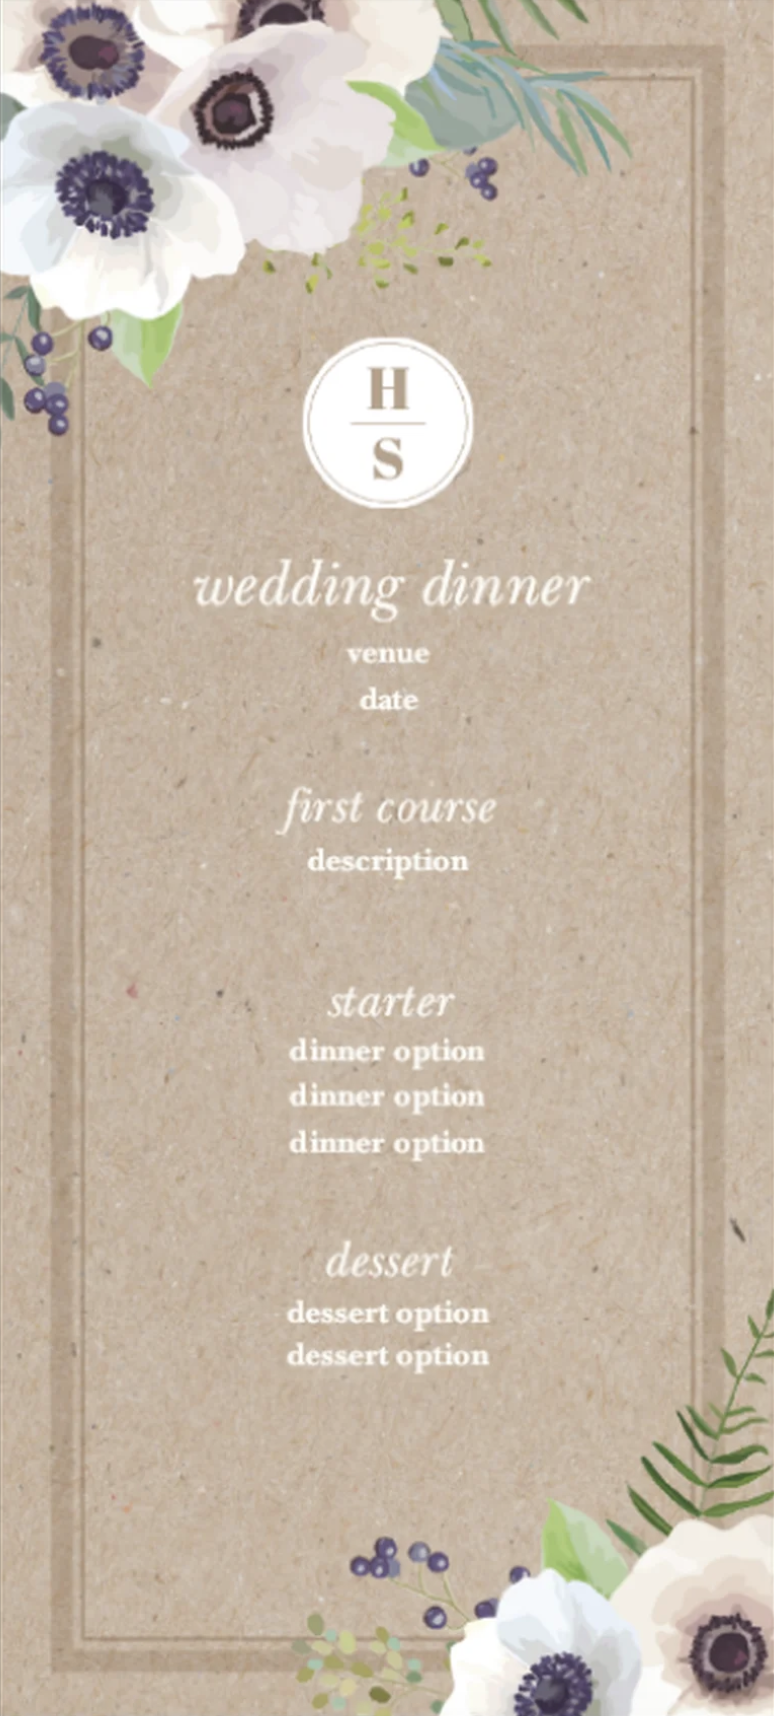 H
S
wedding dinner
venue
date
first course
description
starter
dinner option
dinner option
dinner option
dessert
dessert option
dessert option